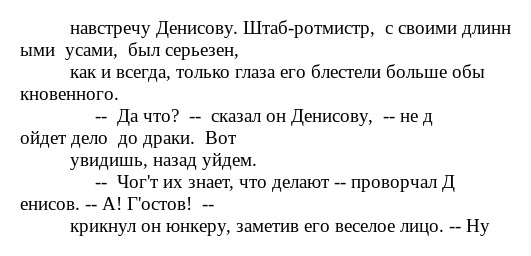 навстречу Денисову. Штаб-ротмистр,  с своими длинн
ыми  усами,  был серьезен,
как и всегда, только глаза его блестели больше обы
кновенного.
--  Да что?  --  сказал он Денисову,  -- не д
ойдет дело  до драки.  Вот
увидишь, назад уйдем.
--  Чог'т их знает, что делают -- проворчал Д
енисов. -- А! Г'остов!  --
крикнул он юнкеру, заметив его веселое лицо. -- Ну